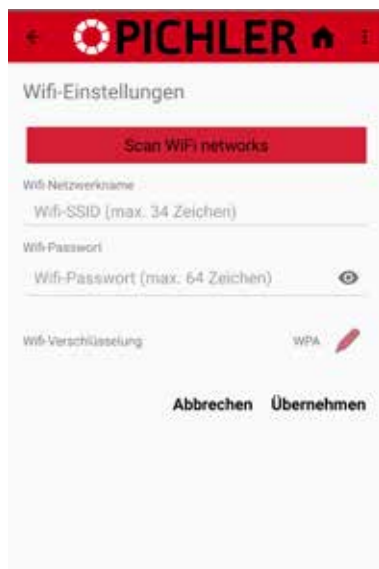 PICHLER
Wifi-Einstellungen
Scan WiFi networks
Wifi-Netzwerkname
Wifi-SSID (max. 34 Zeichen)
Wifi-Passwort
Wifi-Passwort (max. 64 Zeichen)
Wifi-Verschlüsselung WPA
Abbrechen Übernehmen